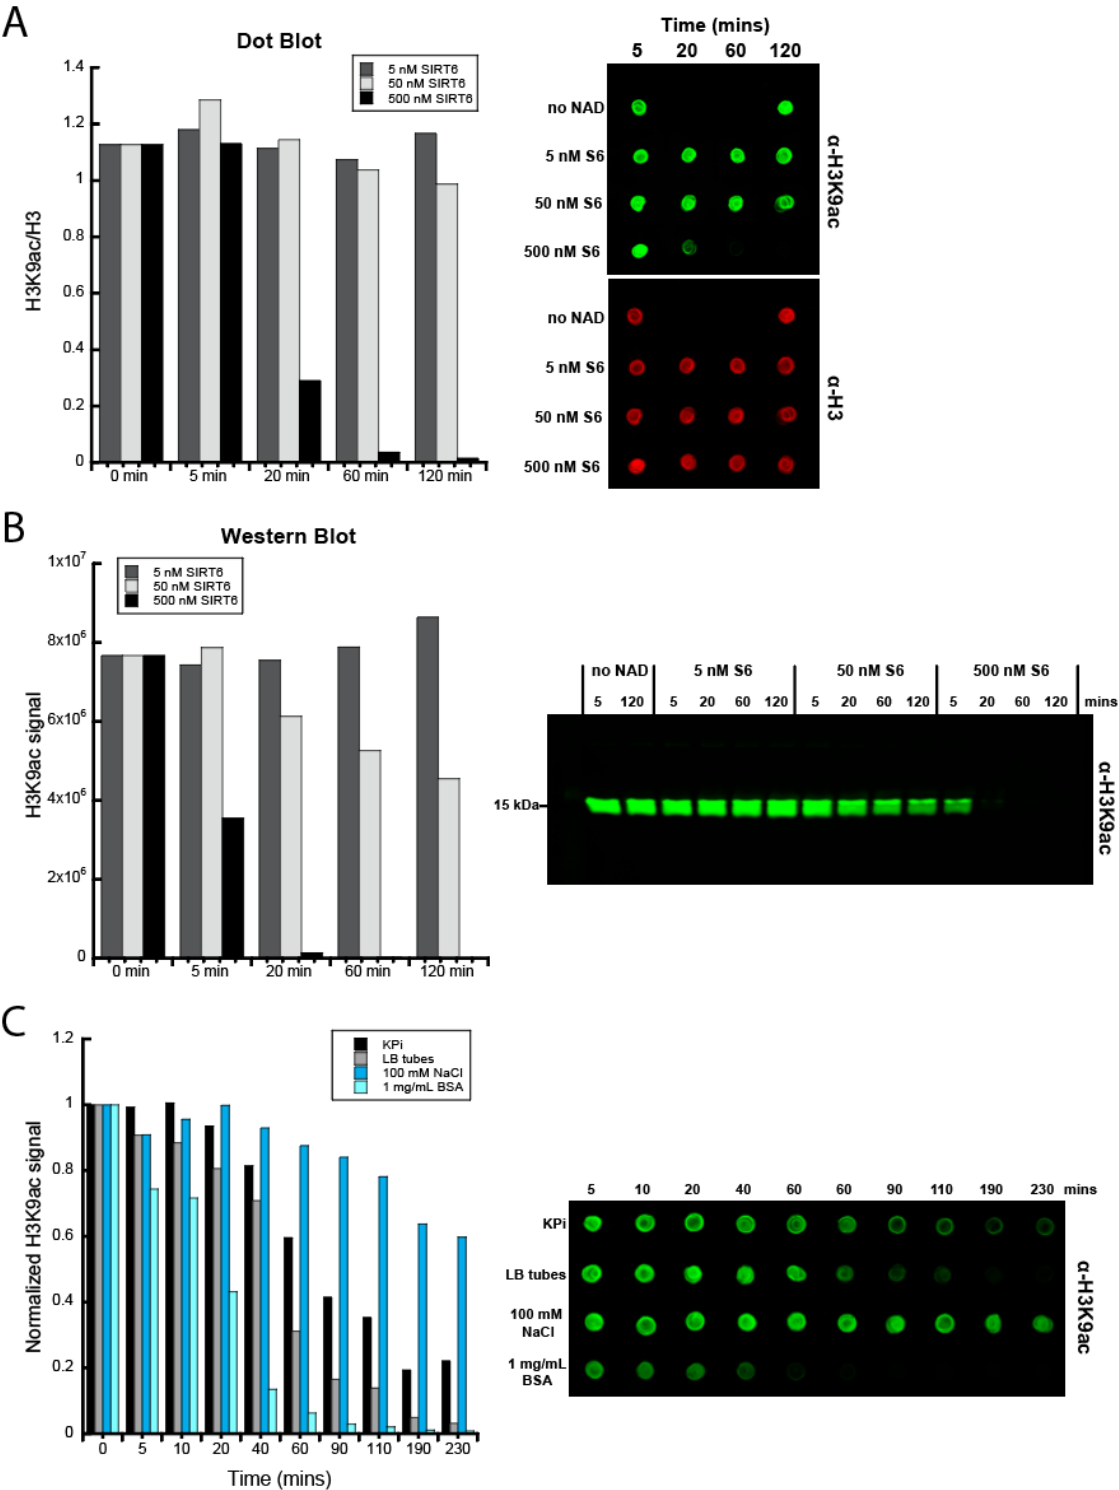 A
Dot Blot
5 nM SIRT6
50 nM SIRT6
500 nM SIRT6
1.4
1.2
1
0.8
0.6
0.4
0.2
0
H3K9ac/H3
0 min 5 min 20 min 60 min 120 min
Time (mins)
5 20 60 120
no NAD
5 nM S6
50 nM S6
500 nM S6
α-H3K9ac
no NAD
5 nM S6
50 nM S6
500 nM S6
α-H3
B
Western Blot
5 nM SIRT6
50 nM SIRT6
500 nM SIRT6
1x10⁷
8x10⁶
6x10⁶
4x10⁶
2x10⁶
0
H3K9ac signal
0 min 5 min 20 min 60 min 120 min
no NAD 5 nM S6 50 nM S6 500 nM S6
5 120 5 20 60 120 5 20 60 120 5 20 60 120 mins
15 kDa
α-H3K9ac
C
KPi
LB tubes
100 mM NaCl
1 mg/mL BSA
1.2
1
0.8
0.6
0.4
0.2
0
Normalized H3K9ac signal
0 5 10 20 40 60 90 110 190 230
Time (mins)
5 10 20 40 60 60 90 110 190 230 mins
KPi
LB tubes
100 mM
NaCl
1 mg/mL
BSA
α-H3K9ac